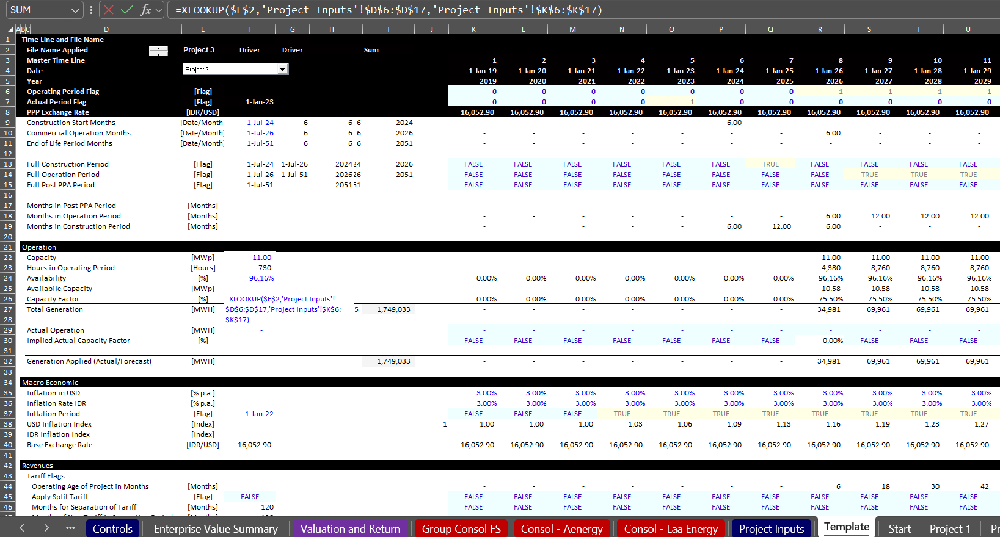 SUM =XLOOKUP($E$2,'Project Inputs'!$D$6:$D$17,'Project Inputs'!$K$6:$K$17)
A B C D E F G H I J K L M N O P Q R S T U
1 Time Line and File Name
2 File Name Applied Project 3 Driver Driver Sum
3 Master Time Line 1 2 3 4 5 6 7 8 9 10 11
4 Date Project 3 1-Jan-19 1-Jan-20 1-Jan-21 1-Jan-22 1-Jan-23 1-Jan-24 1-Jan-25 1-Jan-26 1-Jan-27 1-Jan-28 1-Jan-29
5 Year 2019 2020 2021 2022 2023 2024 2025 2026 2027 2028 2029
6 Operating Period Flag [Flag] 0 0 0 0 0 0 0 1 1 1 1
7 Actual Period Flag [Flag] 1-Jan-23 0 0 0 0 1 0 0 0 0 0 0
8 PPP Exchange Rate [IDR/USD] 16,052.90 16,052.90 16,052.90 16,052.90 16,052.90 16,052.90 16,052.90 16,052.90 16,052.90 16,052.90 16,052.90
9 Construction Start Months [Date/Month 1-Jul-24 6 6 6 2024 - - - - - 6.00 - - - - -
10 Commercial Operation Months [Date/Month 1-Jul-26 6 6 6 2026 - - - - - - - 6.00 - - -
11 End of Life Period Months [Date/Month 1-Jul-51 6 6 6 2051 - - - - - - - - - - -
12
13 Full Construction Period [Flag] 1-Jul-24 1-Jul-26 2024 24 2026 FALSE FALSE FALSE FALSE FALSE FALSE TRUE FALSE FALSE FALSE FALSE
14 Full Operation Period [Flag] 1-Jul-26 1-Jul-51 2026 26 2051 FALSE FALSE FALSE FALSE FALSE FALSE FALSE FALSE TRUE TRUE TRUE
15 Full Post PPA Period [Flag] 1-Jul-51 2051 51 FALSE FALSE FALSE FALSE FALSE FALSE FALSE FALSE FALSE FALSE FALSE
16
17 Months in Post PPA Period [Months] - - - - - - - - - - -
18 Months in Operation Period [Months] - - - - - - - 6.00 12.00 12.00 12.00
19 Months in Construction Period [Months] - - - - - 6.00 12.00 6.00 - - -
20
21 Operation
22 Capacity [MWp] 11.00 - - - - - - - 11.00 11.00 11.00 11.00
23 Hours in Operating Period [Hours] 730 - - - - - - - 4,380 8,760 8,760 8,760
24 Availability [%] 96.16% 0.00% 0.00% 0.00% 0.00% 0.00% 0.00% 0.00% 96.16% 96.16% 96.16% 96.16%
25 Availabile Capacity [MWp] - - - - - - - 10.58 10.58 10.58 10.58
26 Capacity Factor [%] =XLOOKUP($E$2,'Project Inputs'! 0.00% 0.00% 0.00% 0.00% 0.00% 0.00% 0.00% 75.50% 75.50% 75.50% 75.50%
27 Total Generation [MWH] $D$6:$D$17,'Project Inputs'!$K$6: 5 1,749,033 - - - - - - - 34,981 69,961 69,961 69,961
28 $K$17)
29 Actual Operation [MWH] - - - - - - - - - - - -
30 Implied Actual Capacity Factor [%] FALSE FALSE FALSE FALSE FALSE FALSE FALSE 0.00% FALSE FALSE FALSE
31
32 Generation Applied (Actual/Forecast) [MWH] 1,749,033 - - - - - - - 34,981 69,961 69,961 69,961
33
34 Macro Economic
35 Inflation in USD [% p.a.] 3.00% 3.00% 3.00% 3.00% 3.00% 3.00% 3.00% 3.00% 3.00% 3.00% 3.00%
36 Inflation Rate IDR [% p.a.] 3.00% 3.00% 3.00% 3.00% 3.00% 3.00% 3.00% 3.00% 3.00% 3.00% 3.00%
37 Inflation Period [Flag] 1-Jan-22 FALSE FALSE FALSE TRUE TRUE TRUE TRUE TRUE TRUE TRUE TRUE
38 USD Inflation Index [Index] 1 1.00 1.00 1.00 1.03 1.06 1.09 1.13 1.16 1.19 1.23 1.27
39 IDR Inflation Index [Index]
40 Base Exchange Rate [IDR/USD] 16,052.90 16,052.90 16,052.90 16,052.90 16,052.90 16,052.90 16,052.90 16,052.90 16,052.90 16,052.90 16,052.90 16,052.90
41
42 Revenues
43 Tariff Flags
44 Operating Age of Project in Months [Months] - - - - - - - 6 18 30 42
45 Apply Split Tariff [Flag] FALSE FALSE FALSE FALSE FALSE FALSE FALSE FALSE FALSE FALSE FALSE FALSE
46 Months for Separation of Tariff [Months] 120 FALSE FALSE FALSE FALSE FALSE FALSE FALSE FALSE FALSE FALSE FALSE
Controls Enterprise Value Summary Valuation and Return Group Consol FS Consol - Aenergy Consol - Laa Energy Project Inputs Template Start Project 1 Pr